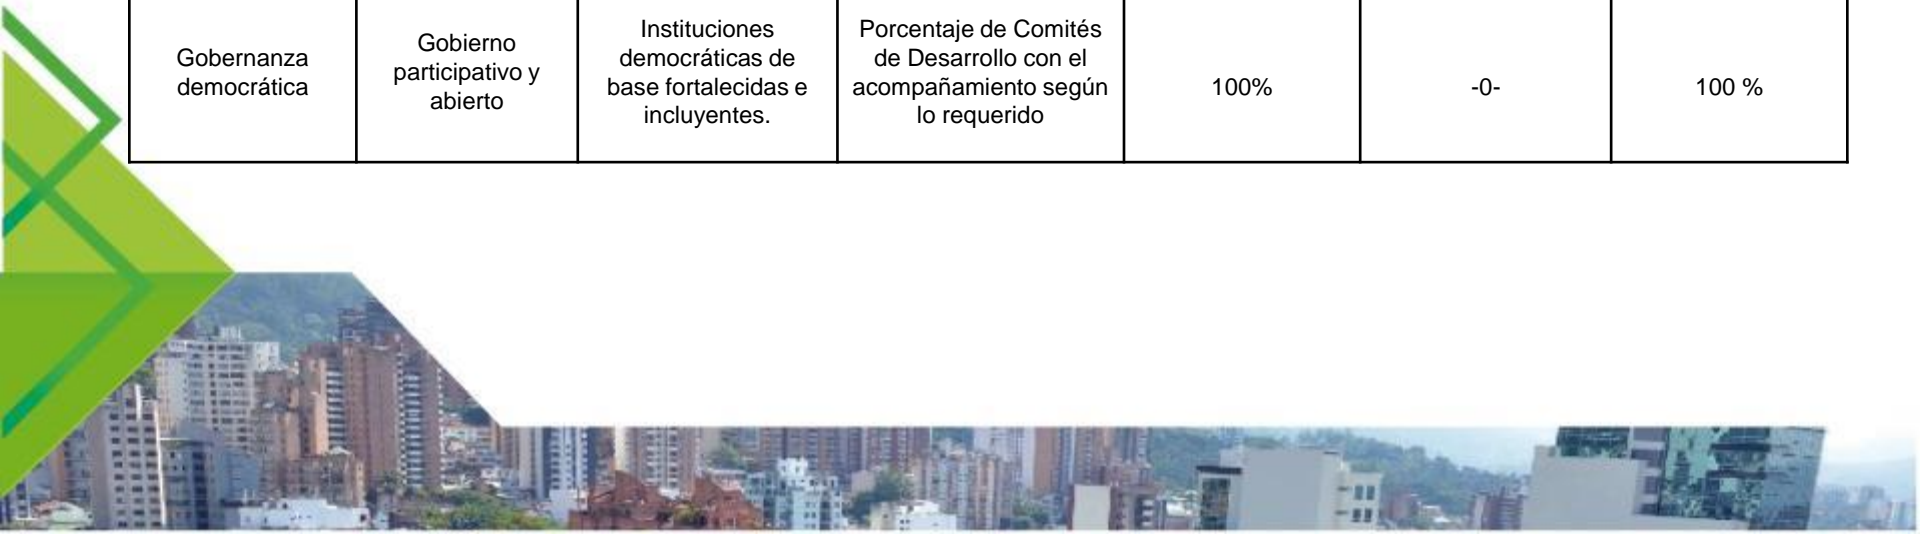 Gobernanza
democrática
Gobierno
participativo y
abierto
Instituciones
democráticas de
base fortalecidas e
incluyentes.
Porcentaje de Comités
de Desarrollo con el
acompañamiento según
lo requerido
100%
-0-
100 %